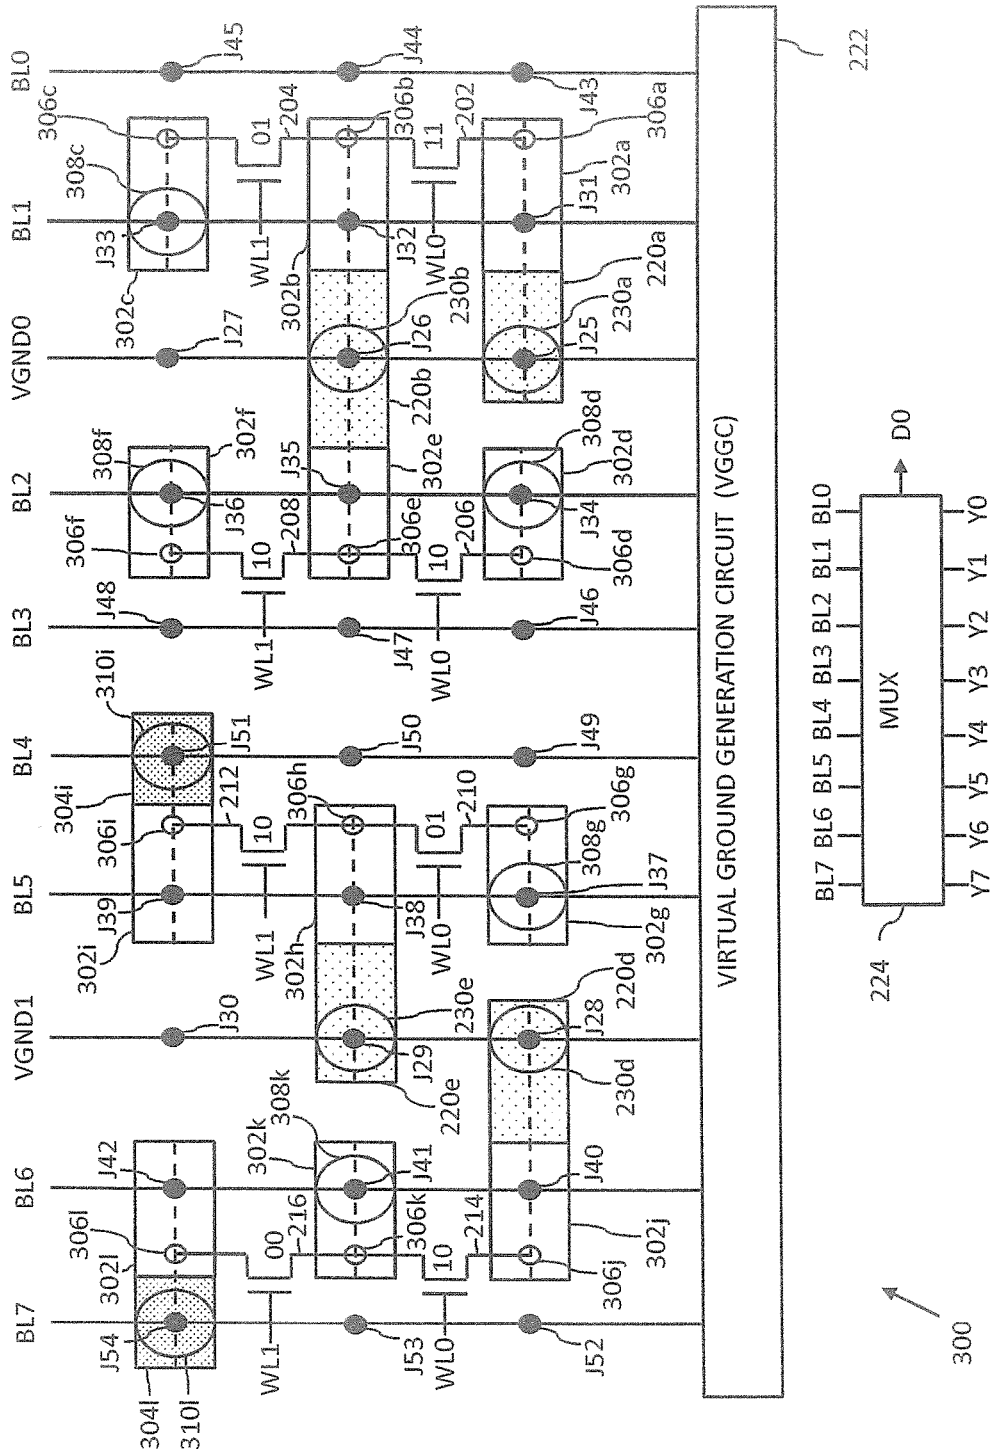 BL7 BL6 VGND1 BL5 BL4 BL3 BL2 VGND0 BL1 BL0
304l 302l 306l J42 J30 302i J39 306i 304i 310i J48 306f 308f J27 302c J33 308c 306c J45
310l J54 J51 302f J36
WL1 00 216 302k 308k WL1 10 212 WL1 10 208 J35 WL1 01 204
302h 306h J50 302b J32 J44
J53 J41 306k 220e J29 230e J38 J47 306e 302e 220b J26 230b 306b
WL0 10 214 WL0 01 210 WL0 10 206 WL0 11 202
J52 306j 302j J40 230d J28 220d 302g J37 308g 306g J49 J46 306d J34 302d 308d J25 230a 220a J31 302a 306a J43
VIRTUAL GROUND GENERATION CIRCUIT (VGGC)
222
BL7 BL6 BL5 BL4 BL3 BL2 BL1 BL0
224 MUX D0
Y7 Y6 Y5 Y4 Y3 Y2 Y1 Y0
300